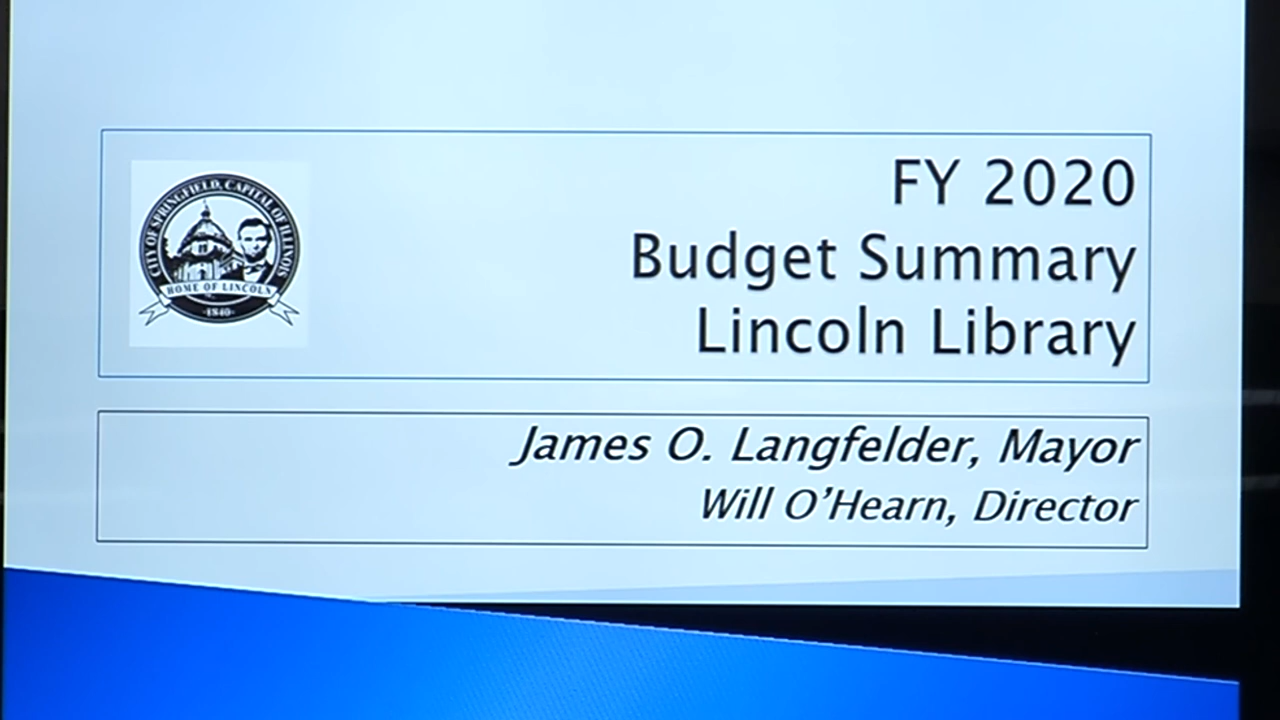 CITY OF SPRINGFIELD, CAPITAL OF ILLINOIS
HOME OF LINCOLN
1840
FY 2020
Budget Summary
Lincoln Library
James O. Langfelder, Mayor
Will O'Hearn, Director